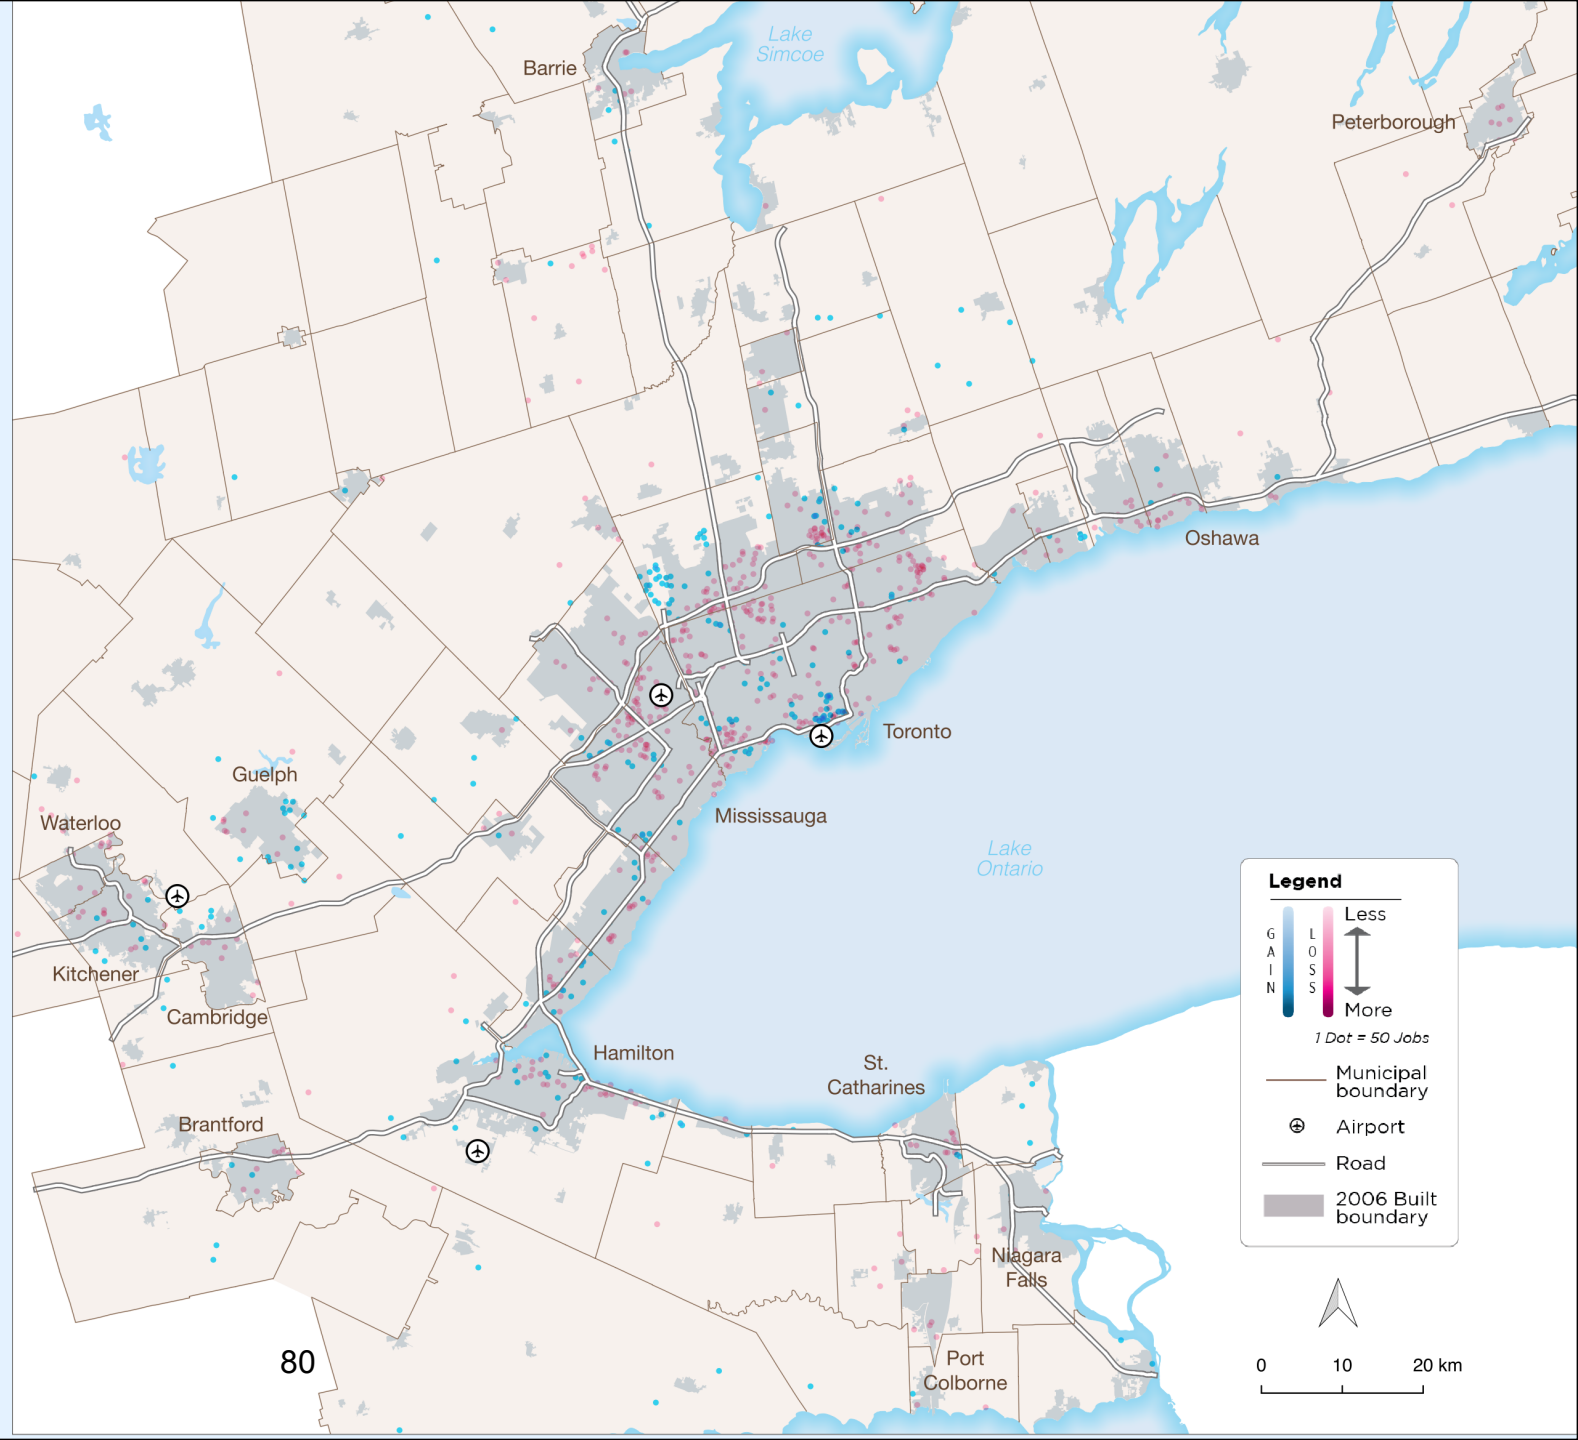 Lake
Simcoe
Barrie
Peterborough
Oshawa
Toronto
Guelph
Waterloo
Mississauga
Lake
Ontario
Kitchener
Cambridge
Hamilton
St.
Catharines
Brantford
Niagara
Falls
Port
Colborne
80
Legend
GAIN
LOSS
Less
More
1 Dot = 50 Jobs
Municipal
boundary
Airport
Road
2006 Built
boundary
0 10 20 km